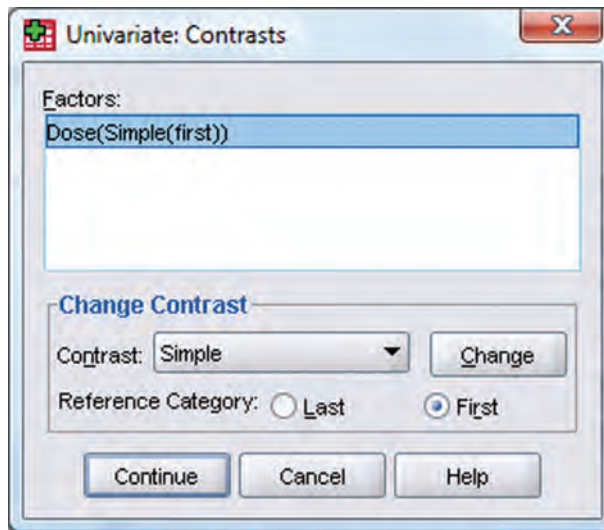 Univariate: Contrasts
Factors:
Dose(Simple(first))
Change Contrast
Contrast: Simple Change
Reference Category: Last First
Continue Cancel Help